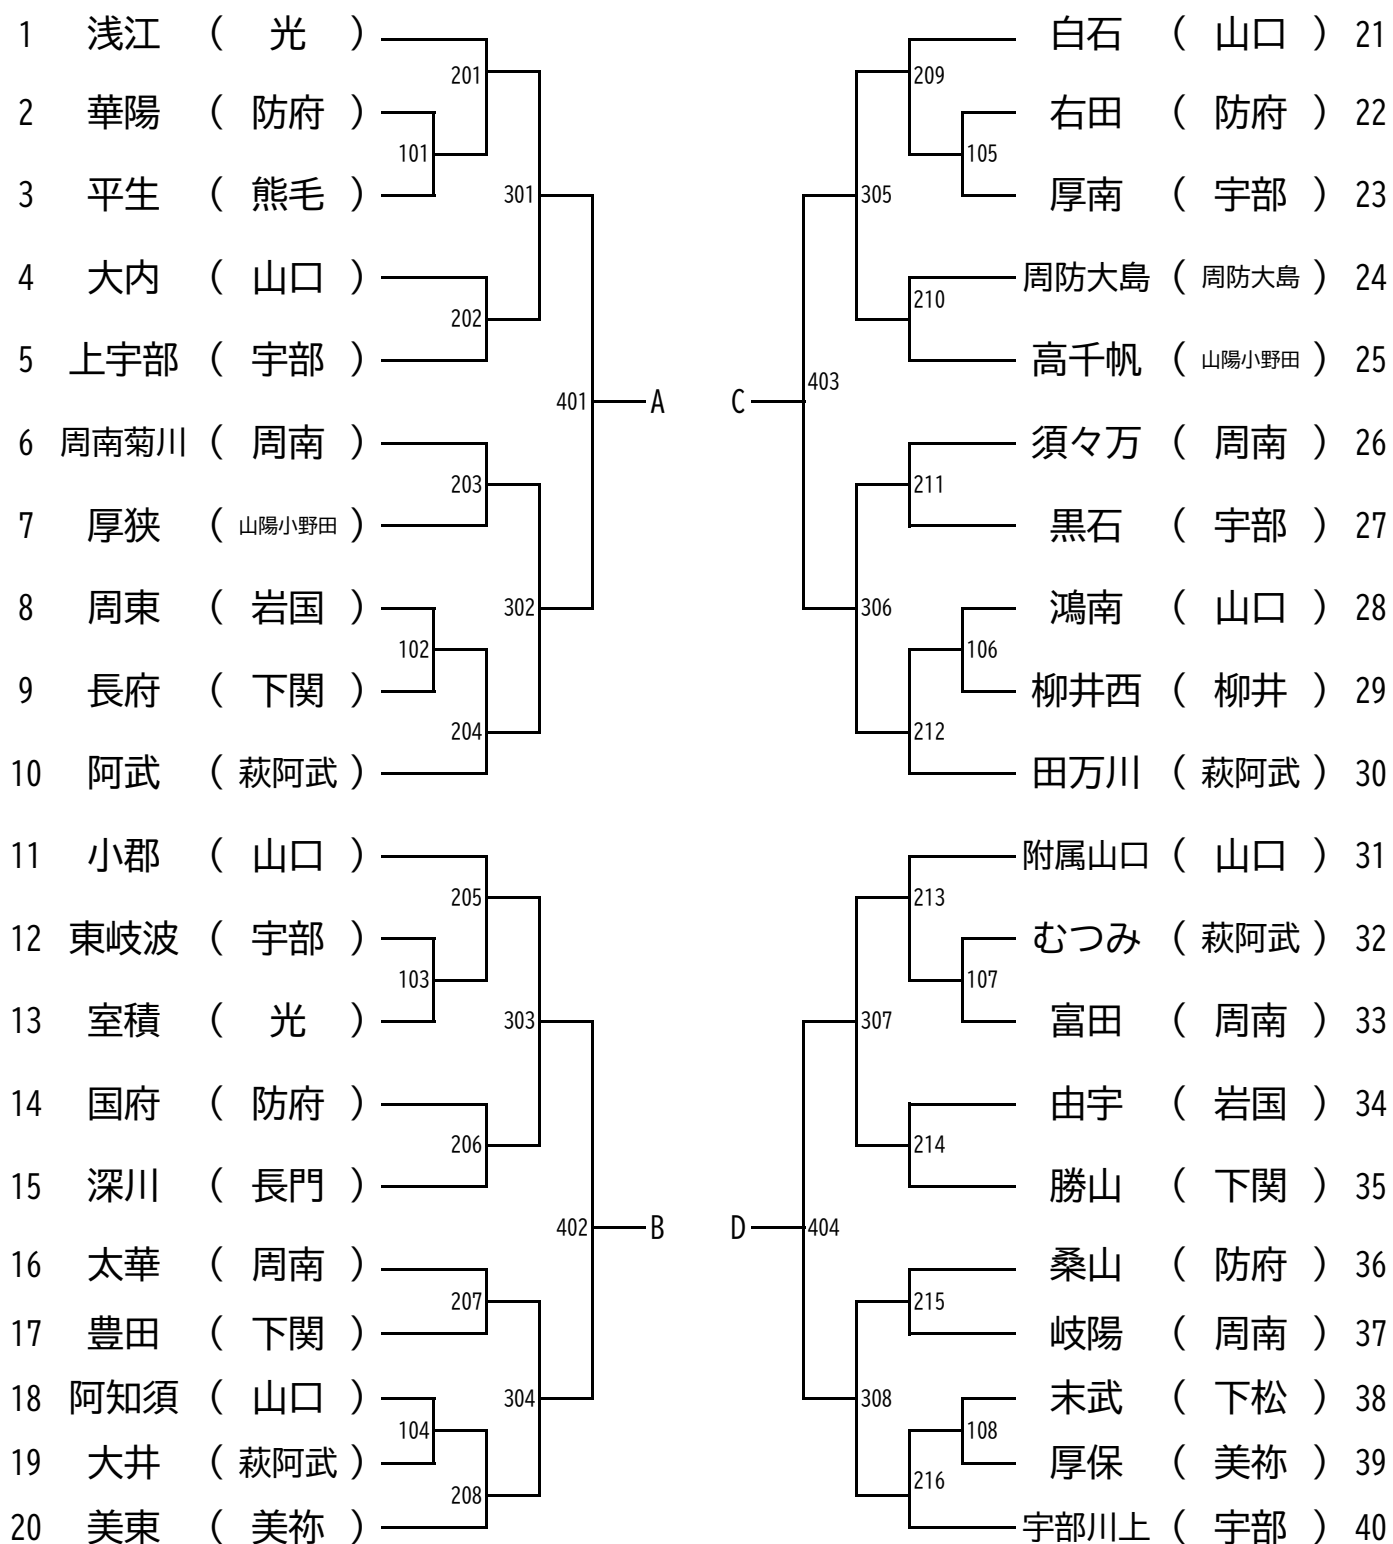 1 浅江 ( 光 )
2 華陽 ( 防府 )
3 平生 ( 熊毛 )
4 大内 ( 山口 )
5 上宇部 ( 宇部 )
6 周南菊川 ( 周南 )
7 厚狭 ( 山陽小野田 )
8 周東 ( 岩国 )
9 長府 ( 下関 )
10 阿武 ( 萩阿武 )
11 小郡 ( 山口 )
12 東岐波 ( 宇部 )
13 室積 ( 光 )
14 国府 ( 防府 )
15 深川 ( 長門 )
16 太華 ( 周南 )
17 豊田 ( 下関 )
18 阿知須 ( 山口 )
19 大井 ( 萩阿武 )
20 美東 ( 美祢 )
101
102
103
104
201
202
203
204
205
206
207
208
301
302
303
304
401
402
A
B
C
D
403
404
305
306
307
308
209
210
211
212
213
214
215
216
105
106
107
108
白石 ( 山口 ) 21
右田 ( 防府 ) 22
厚南 ( 宇部 ) 23
周防大島 ( 周防大島 ) 24
高千帆 ( 山陽小野田 ) 25
須々万 ( 周南 ) 26
黒石 ( 宇部 ) 27
鴻南 ( 山口 ) 28
柳井西 ( 柳井 ) 29
田万川 ( 萩阿武 ) 30
附属山口 ( 山口 ) 31
むつみ ( 萩阿武 ) 32
富田 ( 周南 ) 33
由宇 ( 岩国 ) 34
勝山 ( 下関 ) 35
桑山 ( 防府 ) 36
岐陽 ( 周南 ) 37
末武 ( 下松 ) 38
厚保 ( 美祢 ) 39
宇部川上 ( 宇部 ) 40